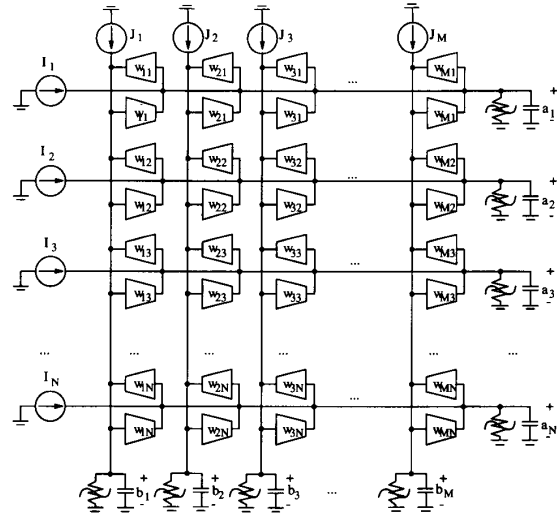 J1 J2 J3 JM
w11 w21 w31 ... wM1
I1
w11 w21 w31 wM1 + a1 -
w12 w22 w32 ... wM2
I2
w12 w22 w32 wM2 + a2 -
w13 w23 w33 ... wM3
I3
w13 w23 w33 wM3 + a3 -
... ... ... ... ... ...
w1N w2N w3N wMN
IN
w1N w2N w3N ... wMN + aN -
+ b1 - + b2 - + b3 - ... + bM -